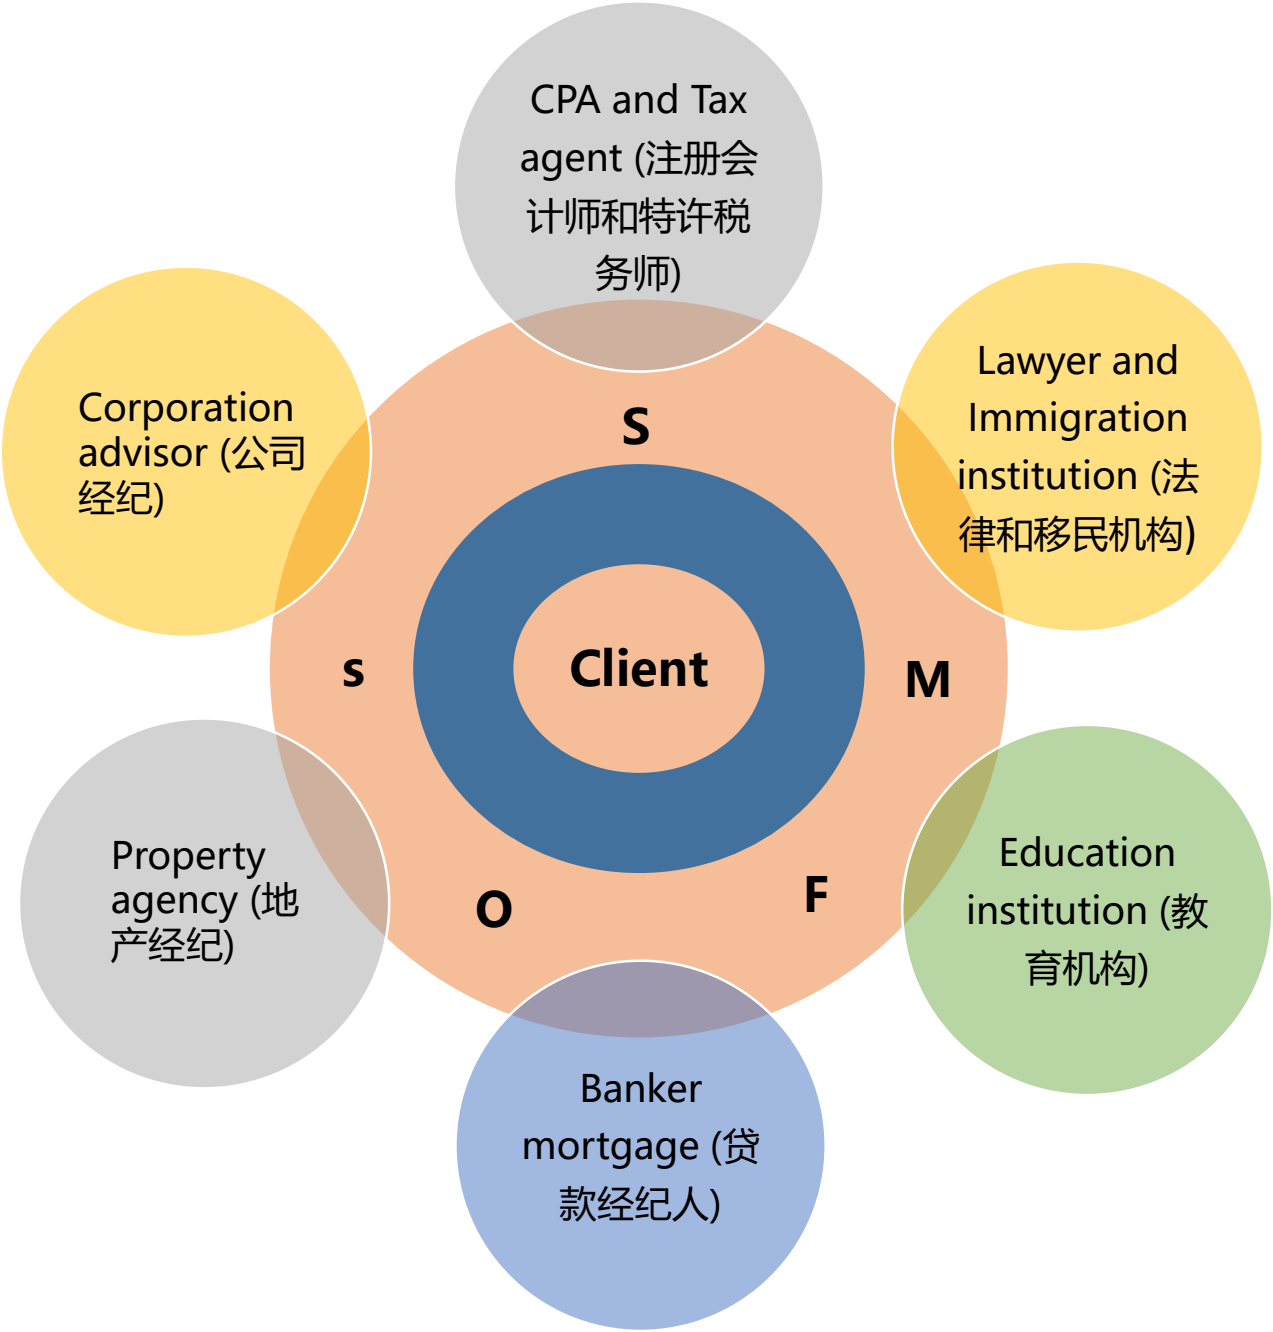 CPA and Tax
agent (注册会
计师和特许税
务师)
Lawyer and
Immigration
institution (法
律和移民机构)
Corporation
advisor (公司
经纪)
S
Client
s
M
Property
agency (地
产经纪)
Education
institution (教
育机构)
F
O
Banker
mortgage (贷
款经纪人)